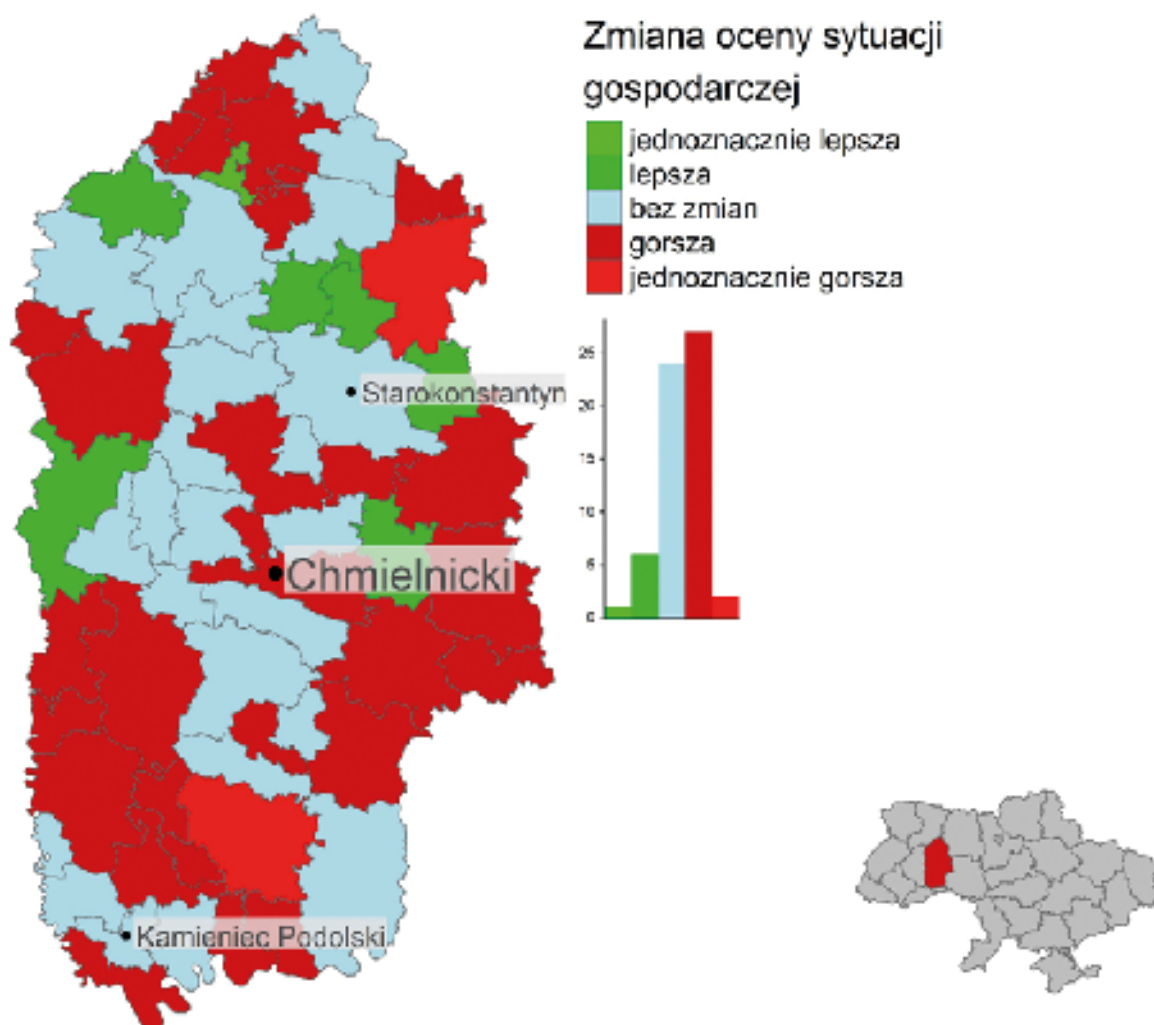 Zmiana oceny sytuacji
gospodarczej
jednoznacznie lepsza
lepsza
bez zmian
gorsza
jednoznacznie gorsza
25
20
15
10
5
0
Starokonstantyn
Chmielnicki
Kamieniec Podolski